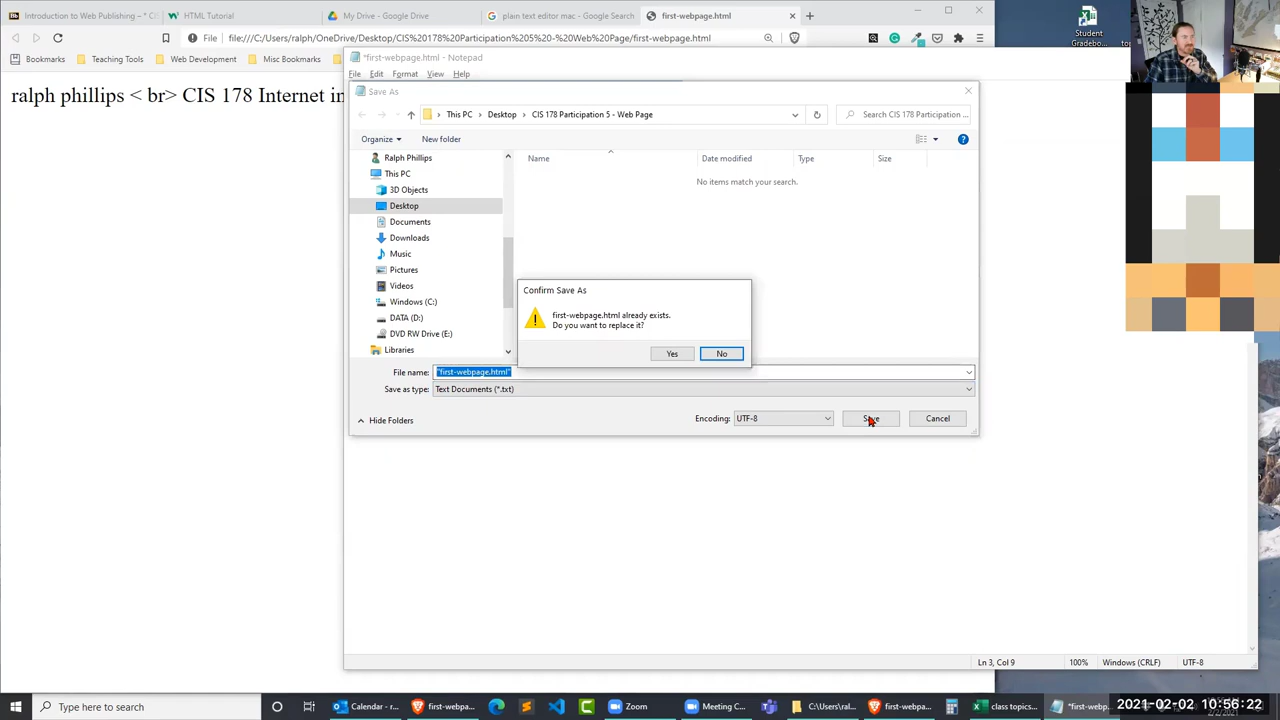 Introduction to Web Publishing – * C
HTML Tutorial
My Drive - Google Drive
plain text editor mac - Google Search
first-webpage.html
File
file:///C:/Users/ralph/OneDrive/Desktop/CIS%20178%20Participation%205%20-%20Web%20Page/first-webpage.html
Bookmarks
Teaching Tools
Web Development
Misc Bookmarks
Student
Gradebo...
*first-webpage.html - Notepad
File Edit Format View Help
ralph phillips < br> CIS 178 Internet in
Save As
This PC > Desktop > CIS 178 Participation 5 - Web Page
Search CIS 178 Participation ...
Organize
New folder
Name
Date modified
Type
Size
No items match your search.
Ralph Phillips
This PC
3D Objects
Desktop
Documents
Downloads
Music
Pictures
Videos
Windows (C:)
DATA (D:)
DVD RW Drive (E:)
Libraries
Confirm Save As
first-webpage.html already exists.
Do you want to replace it?
Yes
No
File name: "first-webpage.html"
Save as type: Text Documents (*.txt)
Hide Folders
Encoding: UTF-8
Save
Cancel
Ln 3, Col 9
100%
Windows (CRLF)
UTF-8
Type here to search
Calendar - r...
first-webpa...
Zoom
Meeting C...
C:\Users\ral...
first-webpa...
class topics...
*first-webp...
2021-02-02 10:56:22